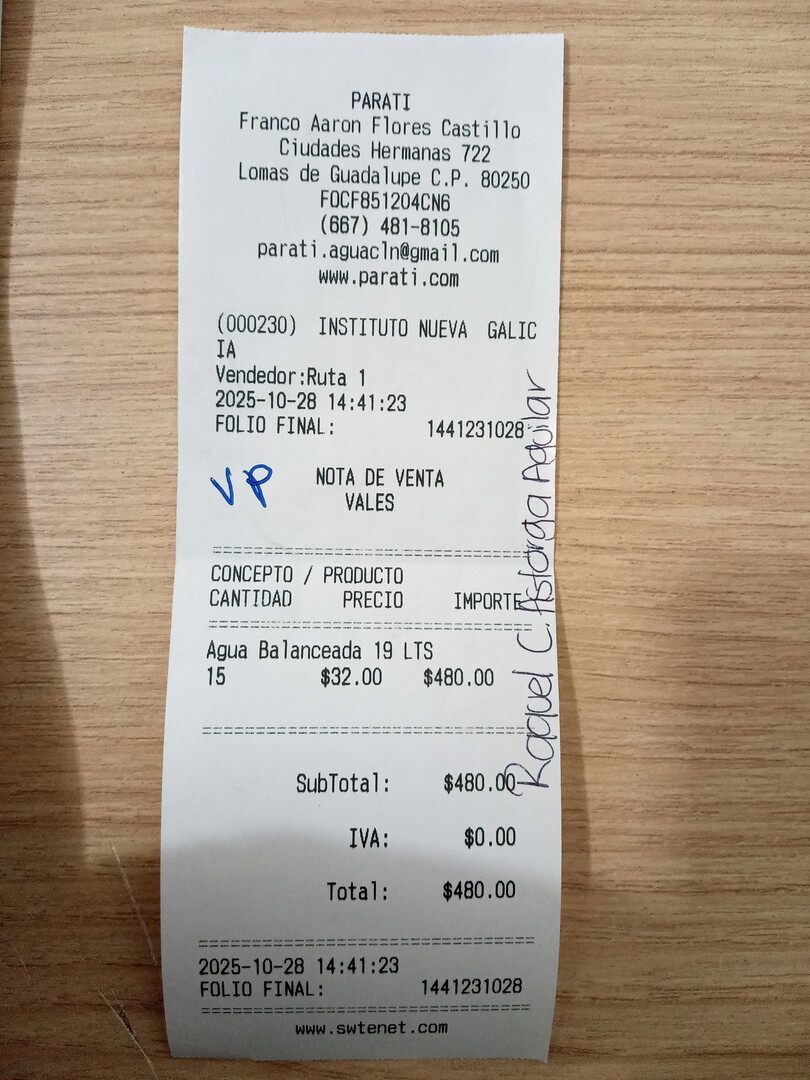 PARATI
Franco Aaron Flores Castillo
Ciudades Hermanas 722
Lomas de Guadalupe C.P. 80250
FOCF851204CN6
(667) 481-8105
parati.aguacln@gmail.com
www.parati.com
(000230) INSTITUTO NUEVA GALIC
IA
Vendedor:Ruta 1
2025-10-28 14:41:23
FOLIO FINAL: 1441231028
VP
NOTA DE VENTA
VALES
================================
CONCEPTO / PRODUCTO
CANTIDAD PRECIO IMPORTE
================================
Agua Balanceada 19 LTS
15 $32.00 $480.00
================================
SubTotal: $480.00
IVA: $0.00
Total: $480.00
================================
2025-10-28 14:41:23
FOLIO FINAL: 1441231028
================================
www.swtenet.com
Raquel C. Astorga Aguilar